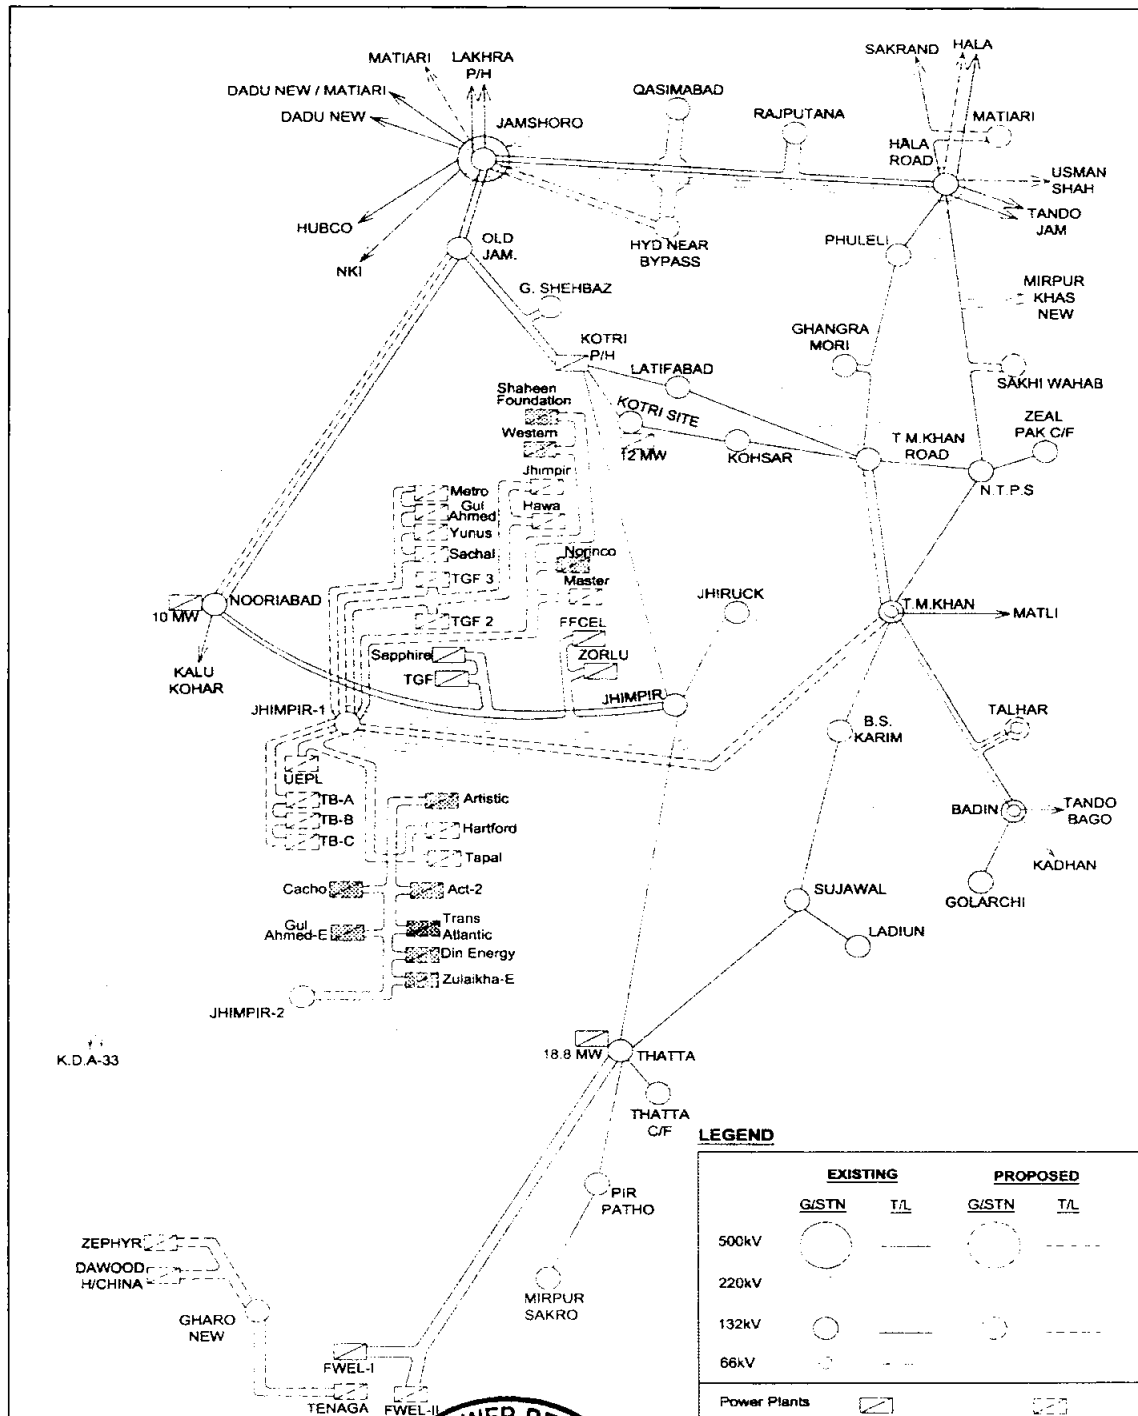 MATIARI
LAKHRA
P/H
SAKRAND
HALA
DADU NEW / MATIARI
QASIMABAD
RAJPUTANA
DADU NEW
JAMSHORO
MATIARI
HALA
ROAD
USMAN
SHAH
HUBCO
OLD
JAM.
HYD NEAR
BYPASS
TANDO
JAM
PHULELI
NKI
G. SHEHBAZ
MIRPUR
KHAS
NEW
GHANGRA
MORI
KOTRI
P/H
LATIFABAD
SAKHI WAHAB
Shaheen
Foundation
KOTRI SITE
ZEAL
PAK C/F
Western
12 MW
KOHSAR
T.M.KHAN
ROAD
N.T.P.S
Jhimpir
Metro
Gul
Ahmed
Hawa
Yunus
Sachal
Norinco
TGF 3
Master
NOORIABAD
JHIRUCK
T.M.KHAN
MATLI
10 MW
TGF 2
FFCEL
Sapphire
ZORLU
KALU
KOHAR
TGF
JHIMPIR
JHIMPIR-1
B.S.
KARIM
TALHAR
UEPL
TB-A
Artistic
BADIN
TANDO
BAGO
TB-B
Hartford
TB-C
Tapal
KADHAN
Cacho
Act-2
SUJAWAL
GOLARCHI
Gul
Ahmed-E
Trans
Atlantic
LADIUN
Din Energy
Zulaikha-E
JHIMPIR-2
K.D.A-33
18.8 MW
THATTA
THATTA
C/F
LEGEND
EXISTING
PROPOSED
G/STN
T/L
G/STN
T/L
PIR
PATHO
500kV
ZEPHYR
DAWOOD
H/CHINA
220kV
MIRPUR
SAKRO
GHARO
NEW
132kV
66kV
FWEL-I
TENAGA
FWEL-II
Power Plants